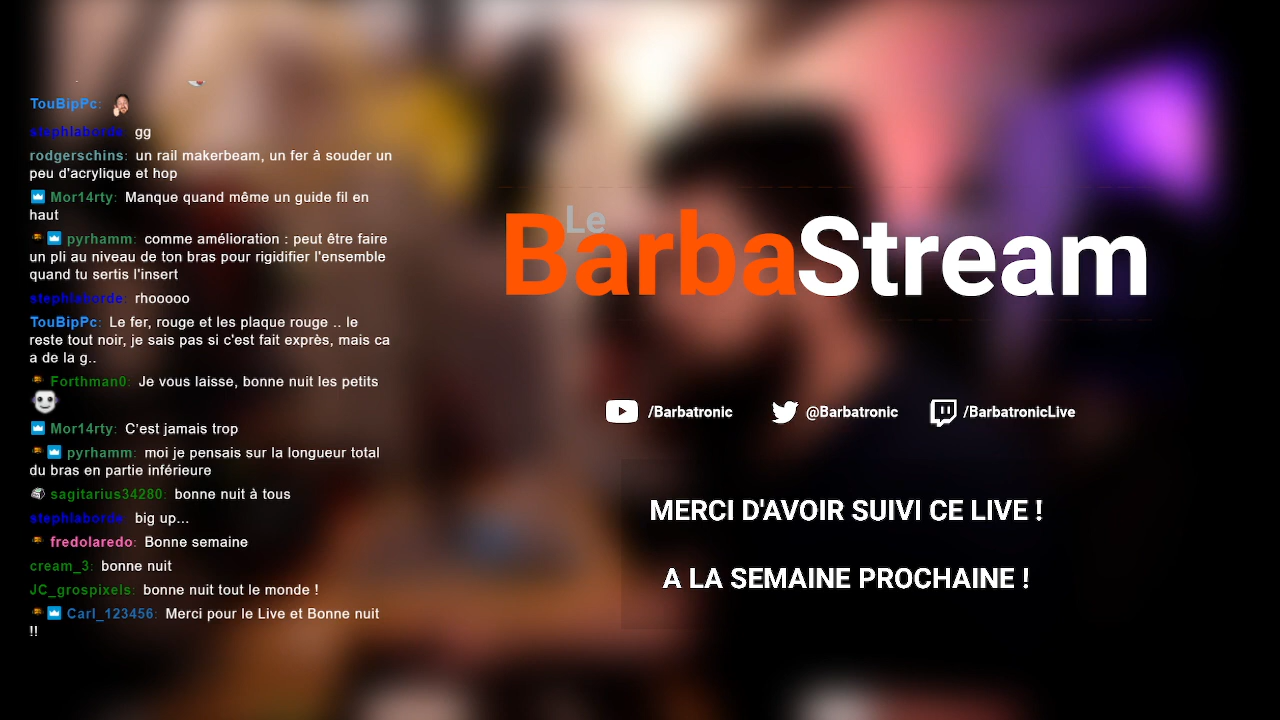 TouBipPc:
stephlaborde: gg
rodgerschins: un rail makerbeam, un fer à souder un
peu d'acrylique et hop
Mor14rty: Manque quand même un guide fil en
haut
pyrhamm: comme amélioration : peut être faire
un pli au niveau de ton bras pour rigidifier l'ensemble
quand tu sertis l'insert
stephlaborde: rhooooo
TouBipPc: Le fer, rouge et les plaque rouge .. le
reste tout noir, je sais pas si c'est fait exprès, mais ca
a de la g..
Forthman0: Je vous laisse, bonne nuit les petits
Mor14rty: C'est jamais trop
pyrhamm: moi je pensais sur la longueur total
du bras en partie inférieure
sagitarius34280: bonne nuit à tous
stephlaborde: big up...
fredolaredo: Bonne semaine
cream_3: bonne nuit
JC_grospixels: bonne nuit tout le monde !
Carl_123456: Merci pour le Live et Bonne nuit
!!
Le
BarbaStream
/Barbatronic @Barbatronic /BarbatronicLive
MERCI D'AVOIR SUIVI CE LIVE !
A LA SEMAINE PROCHAINE !